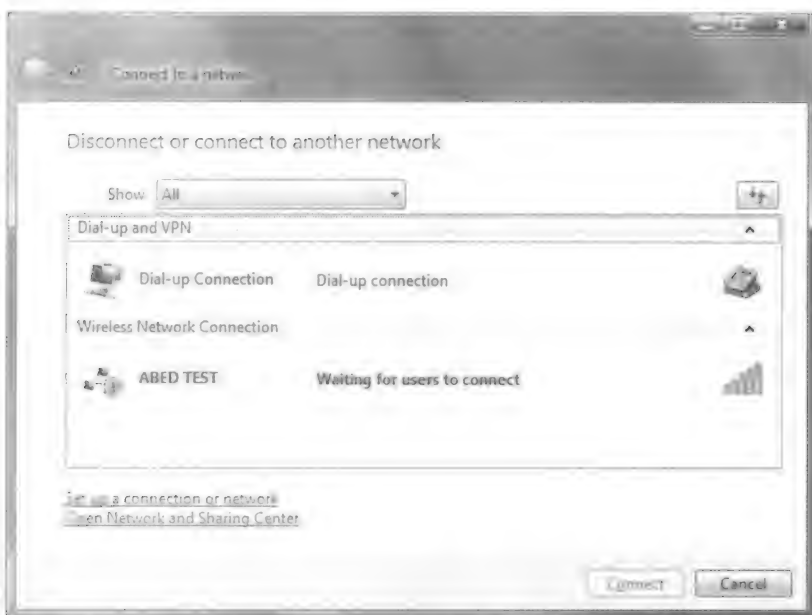 Connect to a network
Disconnect or connect to another network
Show All
Dial-up and VPN
Dial-up Connection Dial-up connection
Wireless Network Connection
ABED TEST Waiting for users to connect
Set up a connection or network
Open Network and Sharing Center
Connect Cancel